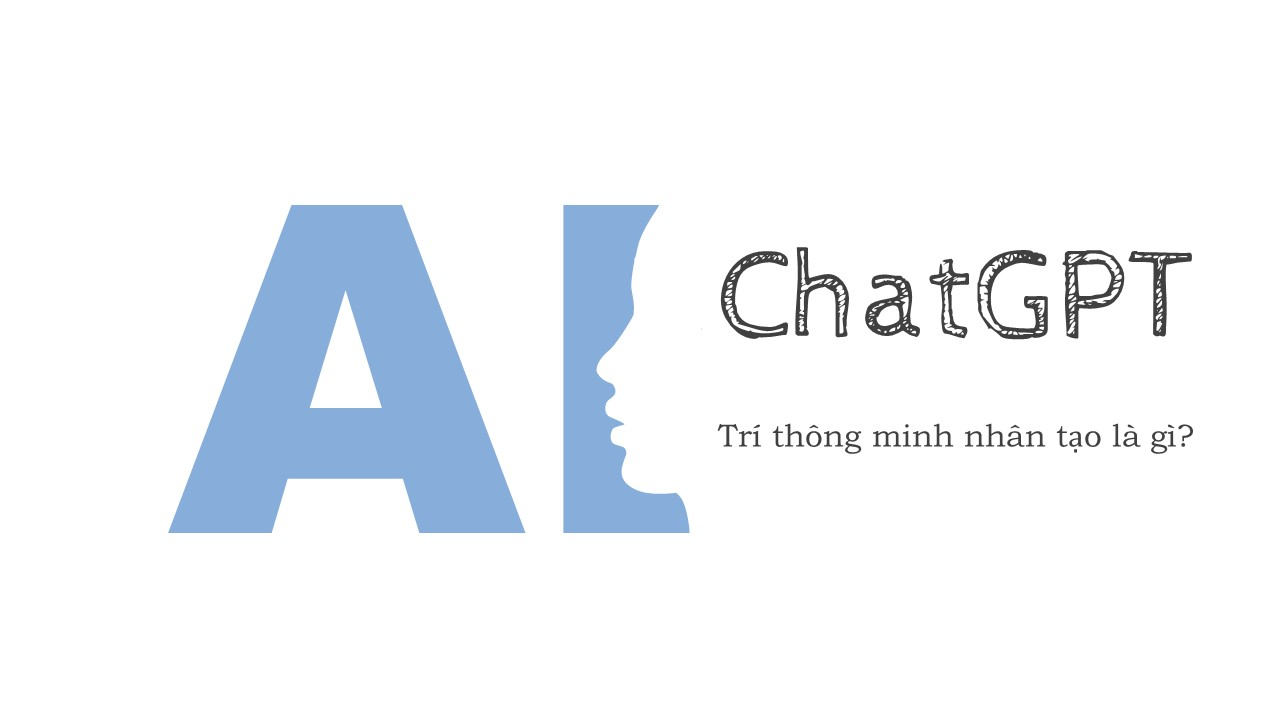 AI
ChatGPT
Trí thông minh nhân tạo là gì?